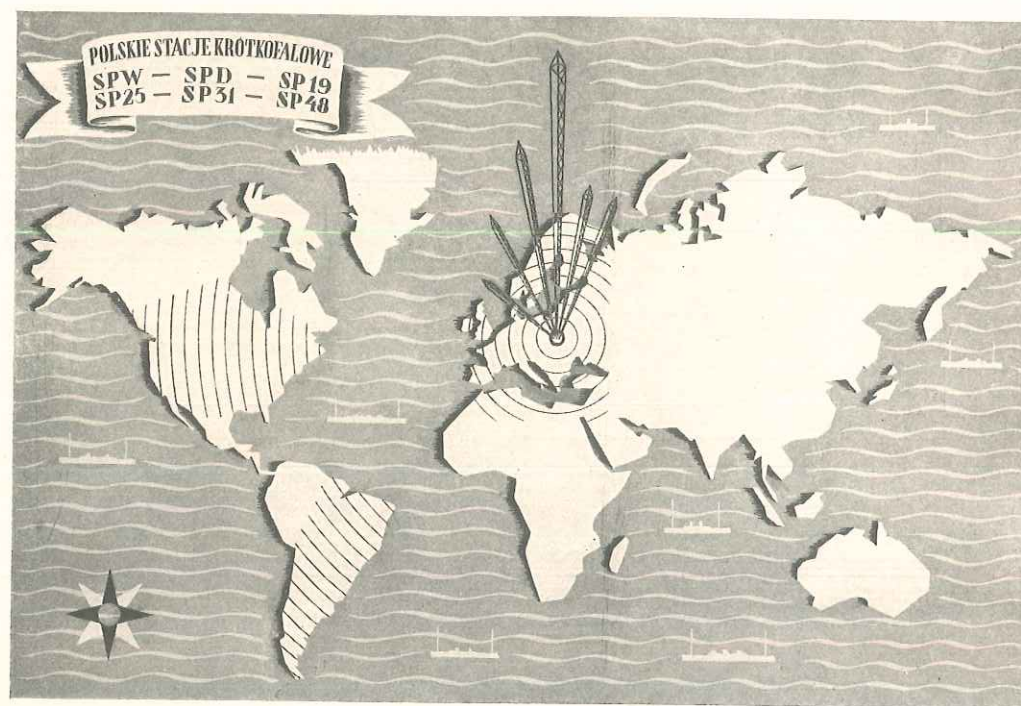 POLSKIE STACJE KRÓTKOFALOWE
SPW — SPD — SP19
SP25 — SP31 — SP48